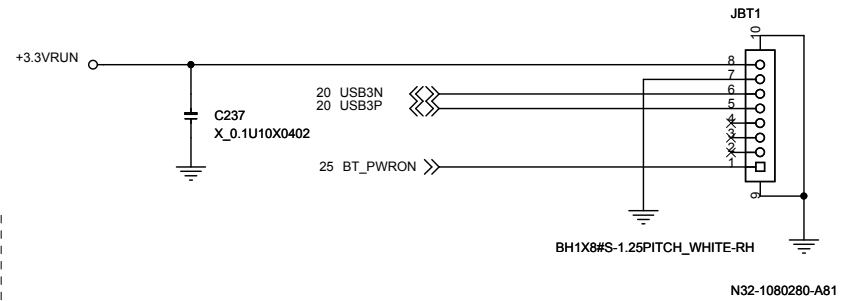 JBT1
10
+3.3VRUN
8
7
20 USB3N
6
20 USB3P
5
C237
4
X_0.1U10X0402
3
2
25 BT_PWRON
1
9
BH1X8#S-1.25PITCH_WHITE-RH
N32-1080280-A81